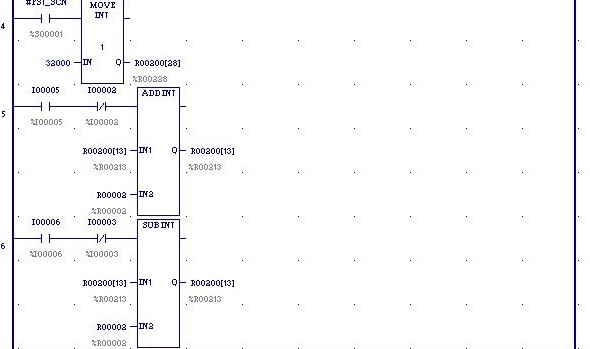 #FST_SCN
MOVE
INT
4
%S00001
1
32000 IN Q R00200[28]
%R00228
I00005 I00002 ADD INT
5
%I00005 %I00002
R00200[13] IN1 Q R00200[13]
%R00213 %R00213
R00002 IN2
%R00002
I00006 I00003 SUB INT
6
%I00006 %I00003
R00200[13] IN1 Q R00200[13]
%R00213 %R00213
R00002 IN2
%R00002